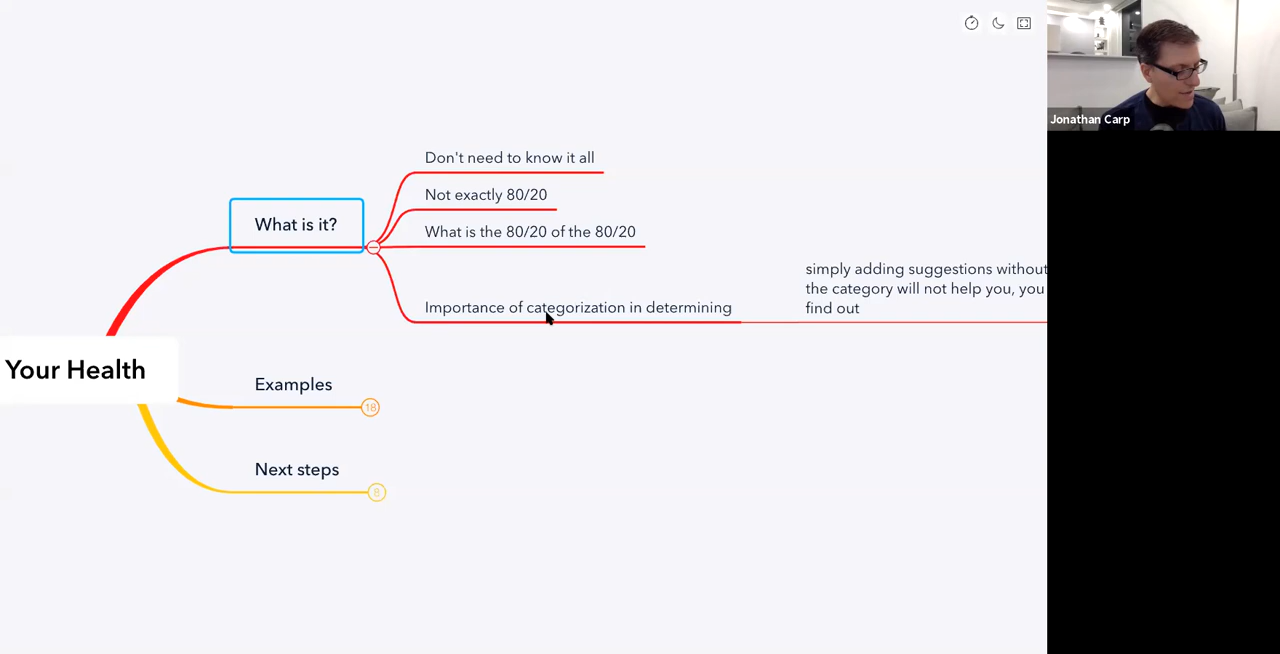 Jonathan Carp
Don't need to know it all
Not exactly 80/20
What is it?
What is the 80/20 of the 80/20
simply adding suggestions without
the category will not help you, you
find out
Importance of categorization in determining
Your Health
Examples
18
Next steps
8